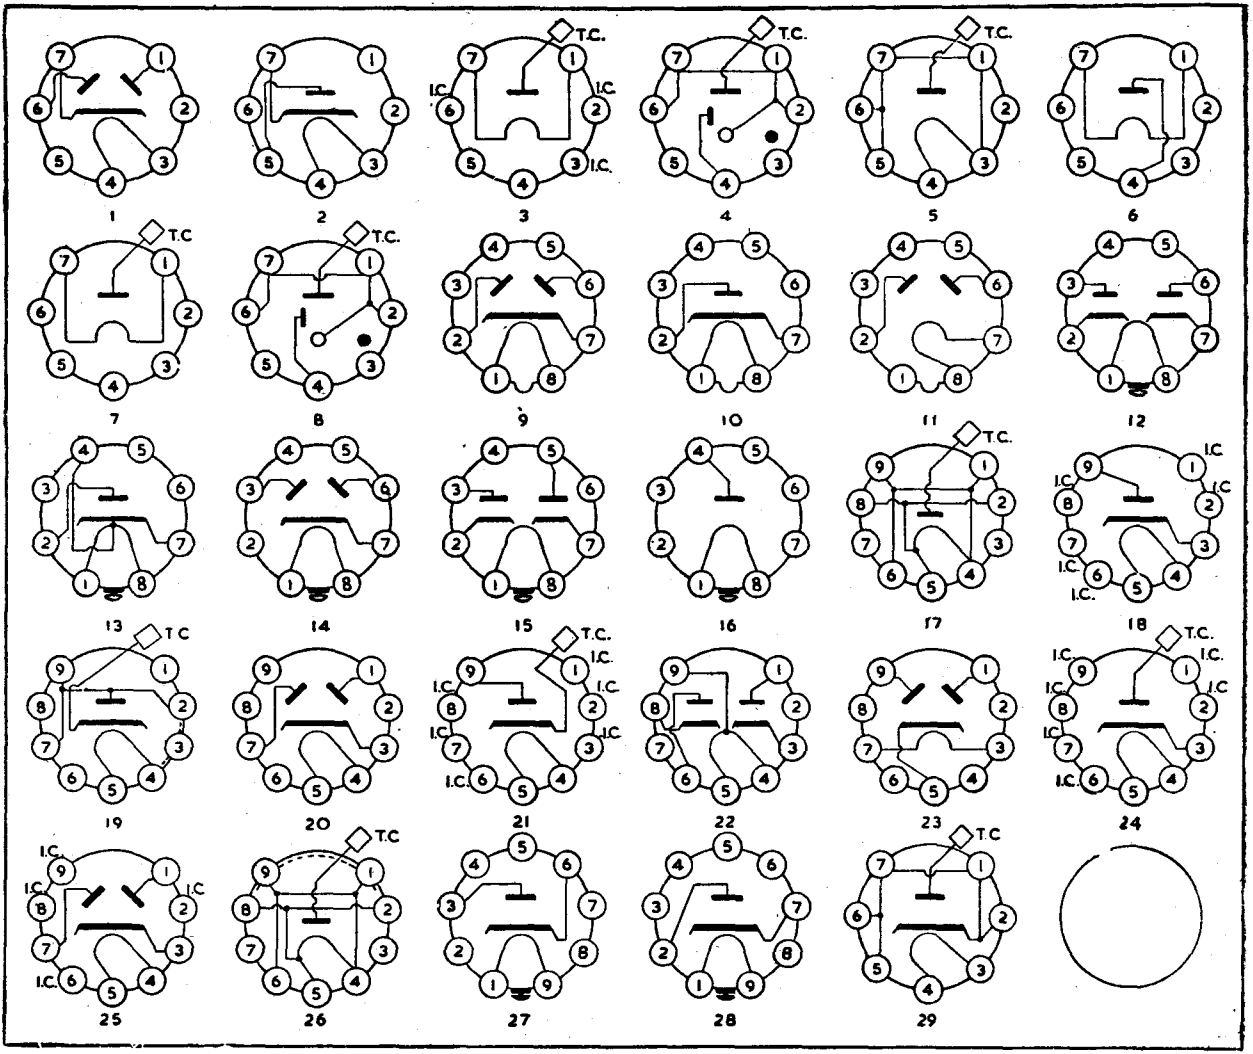 7 1 6 2 5 3 4
1
7 1 6 2 5 3 4
2
T.C.
7 1 I.C. I.C. 6 2 5 3 I.C. 4
3
T.C.
7 1 6 2 5 3 4
4
T.C.
7 1 6 2 5 3 4
5
7 1 6 2 5 3 4
6
T.C
7 1 6 2 5 3 4
7
T.C.
7 1 6 2 5 3 4
8
4 5 3 6 2 7 1 8
9
4 5 3 6 2 7 1 8
10
4 5 3 6 2 7 1 8
11
4 5 3 6 2 7 1 8
12
4 5 3 6 2 7 1 8
13
4 5 3 6 2 7 1 8
14
4 5 3 6 2 7 1 8
15
4 5 3 6 2 7 1 8
16
T.C.
9 1 8 2 7 3 6 4 5
17
I.C
9 1 I.C. I.C 8 2 7 3 I.C. 6 4 I.C. 5
18
T C
9 1 8 2 7 3 6 4 5
19
9 1 8 2 7 3 6 4 5
20
T.C.
I.C. 9 1 I.C. 8 2 I.C. 7 3 I.C. I.C. 6 4 5
21
9 1 8 2 7 3 6 4 5
22
9 1 8 2 7 3 6 4 5
23
T.C.
I.C. I.C. 9 1 I.C. I.C 8 2 I.C. 7 3 I.C. 6 4 5
24
I.C. 9 1 I.C. I.C 8 2 7 3 I.C. 6 4 5
25
T.C
9 1 8 2 7 3 6 4 5
26
5 4 6 3 7 2 8 1 9
27
5 4 6 3 7 2 8 1 9
28
T.C
7 1 6 2 5 3 4
29